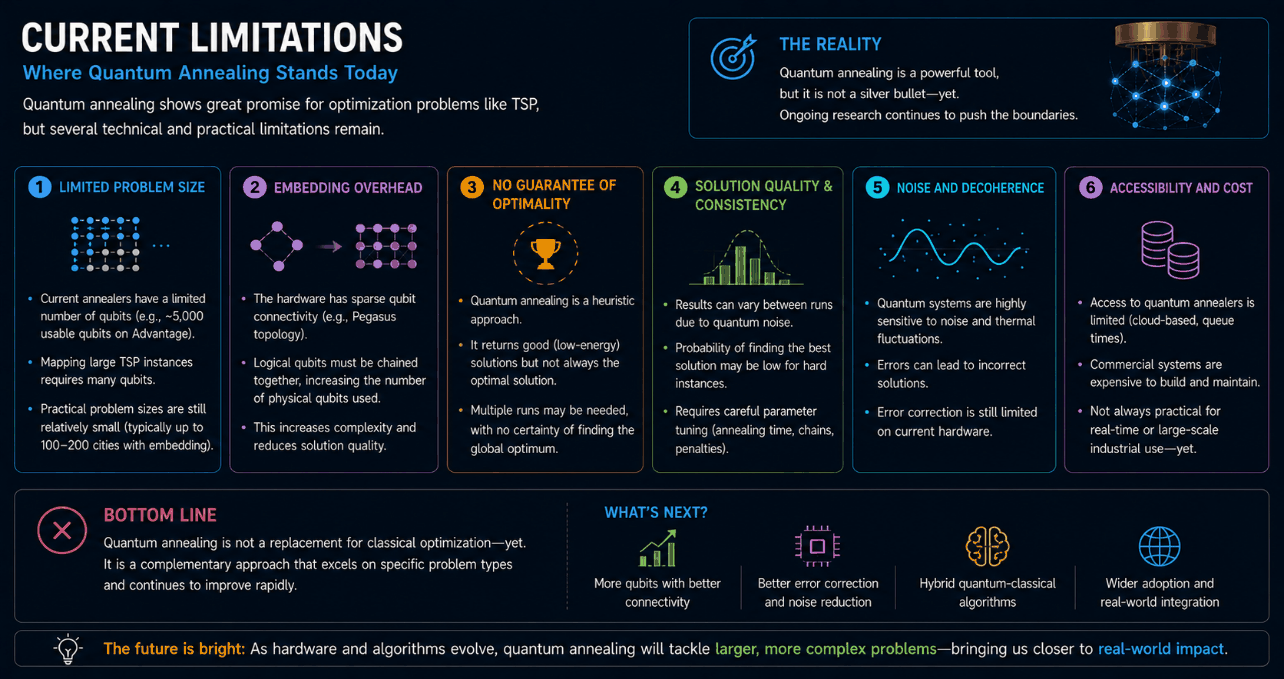 CURRENT LIMITATIONS
Where Quantum Annealing Stands Today
Quantum annealing shows great promise for optimization problems like TSP,
but several technical and practical limitations remain.
THE REALITY
Quantum annealing is a powerful tool,
but it is not a silver bullet—yet.
Ongoing research continues to push the boundaries.
1 LIMITED PROBLEM SIZE
• Current annealers have a limited
number of qubits (e.g., ~5,000
usable qubits on Advantage).
• Mapping large TSP instances
requires many qubits.
• Practical problem sizes are still
relatively small (typically up to
100–200 cities with embedding).
2 EMBEDDING OVERHEAD
• The hardware has sparse qubit
connectivity (e.g., Pegasus
topology).
• Logical qubits must be chained
together, increasing the number
of physical qubits used.
• This increases complexity and
reduces solution quality.
3 NO GUARANTEE OF
OPTIMALITY
• Quantum annealing is a heuristic
approach.
• It returns good (low-energy)
solutions but not always the
optimal solution.
• Multiple runs may be needed,
with no certainty of finding the
global optimum.
4 SOLUTION QUALITY &
CONSISTENCY
• Results can vary between runs
due to quantum noise.
• Probability of finding the best
solution may be low for hard
instances.
• Requires careful parameter
tuning (annealing time, chains,
penalties).
5 NOISE AND DECOHERENCE
• Quantum systems are highly
sensitive to noise and thermal
fluctuations.
• Errors can lead to incorrect
solutions.
• Error correction is still limited
on current hardware.
6 ACCESSIBILITY AND COST
• Access to quantum annealers is
limited (cloud-based, queue
times).
• Commercial systems are
expensive to build and maintain.
• Not always practical for
real-time or large-scale
industrial use—yet.
BOTTOM LINE
Quantum annealing is not a replacement for classical optimization—yet.
It is a complementary approach that excels on specific problem types
and continues to improve rapidly.
WHAT'S NEXT?
More qubits with better
connectivity
Better error correction
and noise reduction
Hybrid quantum-classical
algorithms
Wider adoption and
real-world integration
The future is bright: As hardware and algorithms evolve, quantum annealing will tackle larger, more complex problems—bringing us closer to real-world impact.